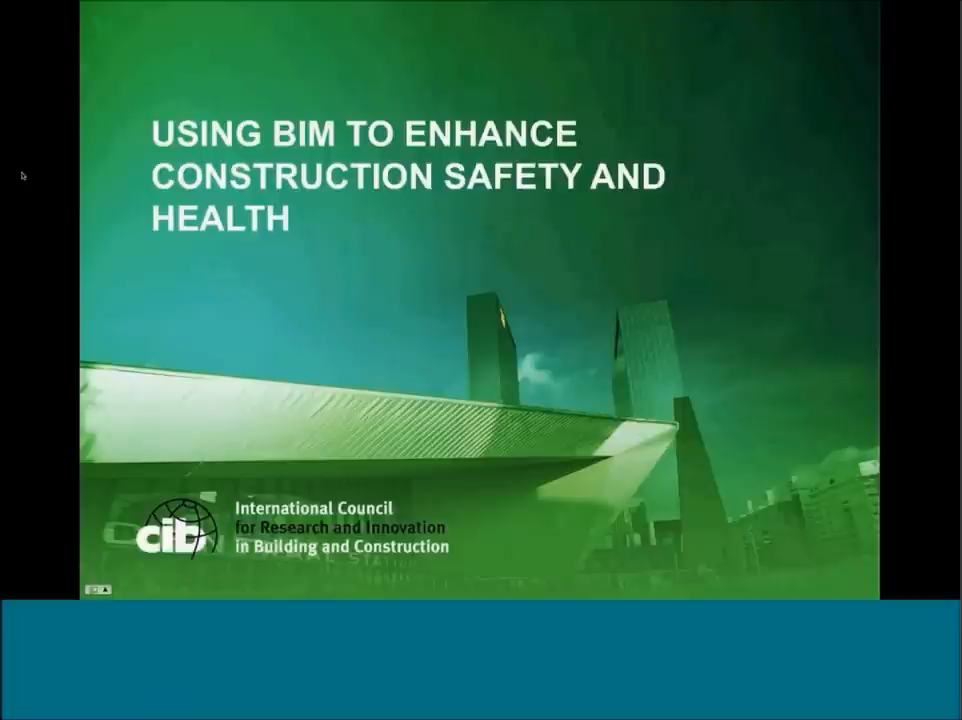 USING BIM TO ENHANCE
CONSTRUCTION SAFETY AND
HEALTH
cib
International Council
for Research and Innovation
in Building and Construction